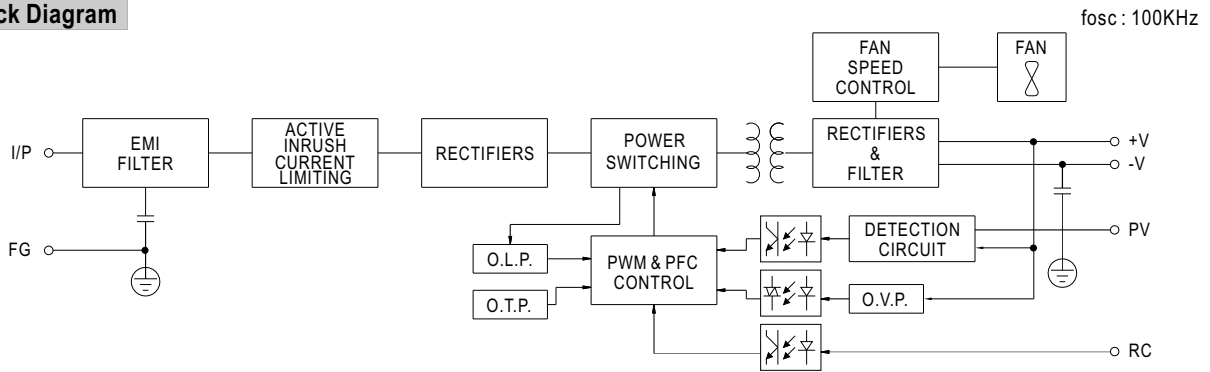 ck Diagram
fosc : 100KHz
FAN
SPEED
CONTROL
FAN
I/P
EMI
FILTER
ACTIVE
INRUSH
CURRENT
LIMITING
RECTIFIERS
POWER
SWITCHING
RECTIFIERS
&
FILTER
+V
-V
FG
O.L.P.
O.T.P.
PWM & PFC
CONTROL
DETECTION
CIRCUIT
PV
O.V.P.
RC